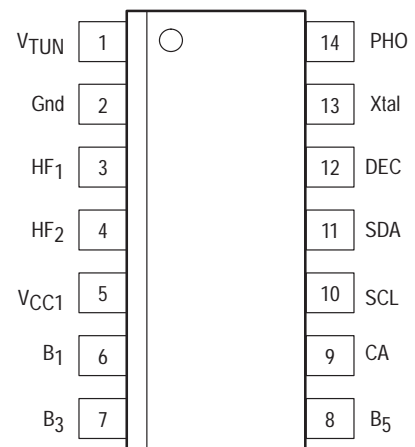 VTUN 1 14 PHO
Gnd 2 13 Xtal
HF1 3 12 DEC
HF2 4 11 SDA
VCC1 5 10 SCL
B1 6 9 CA
B3 7 8 B5